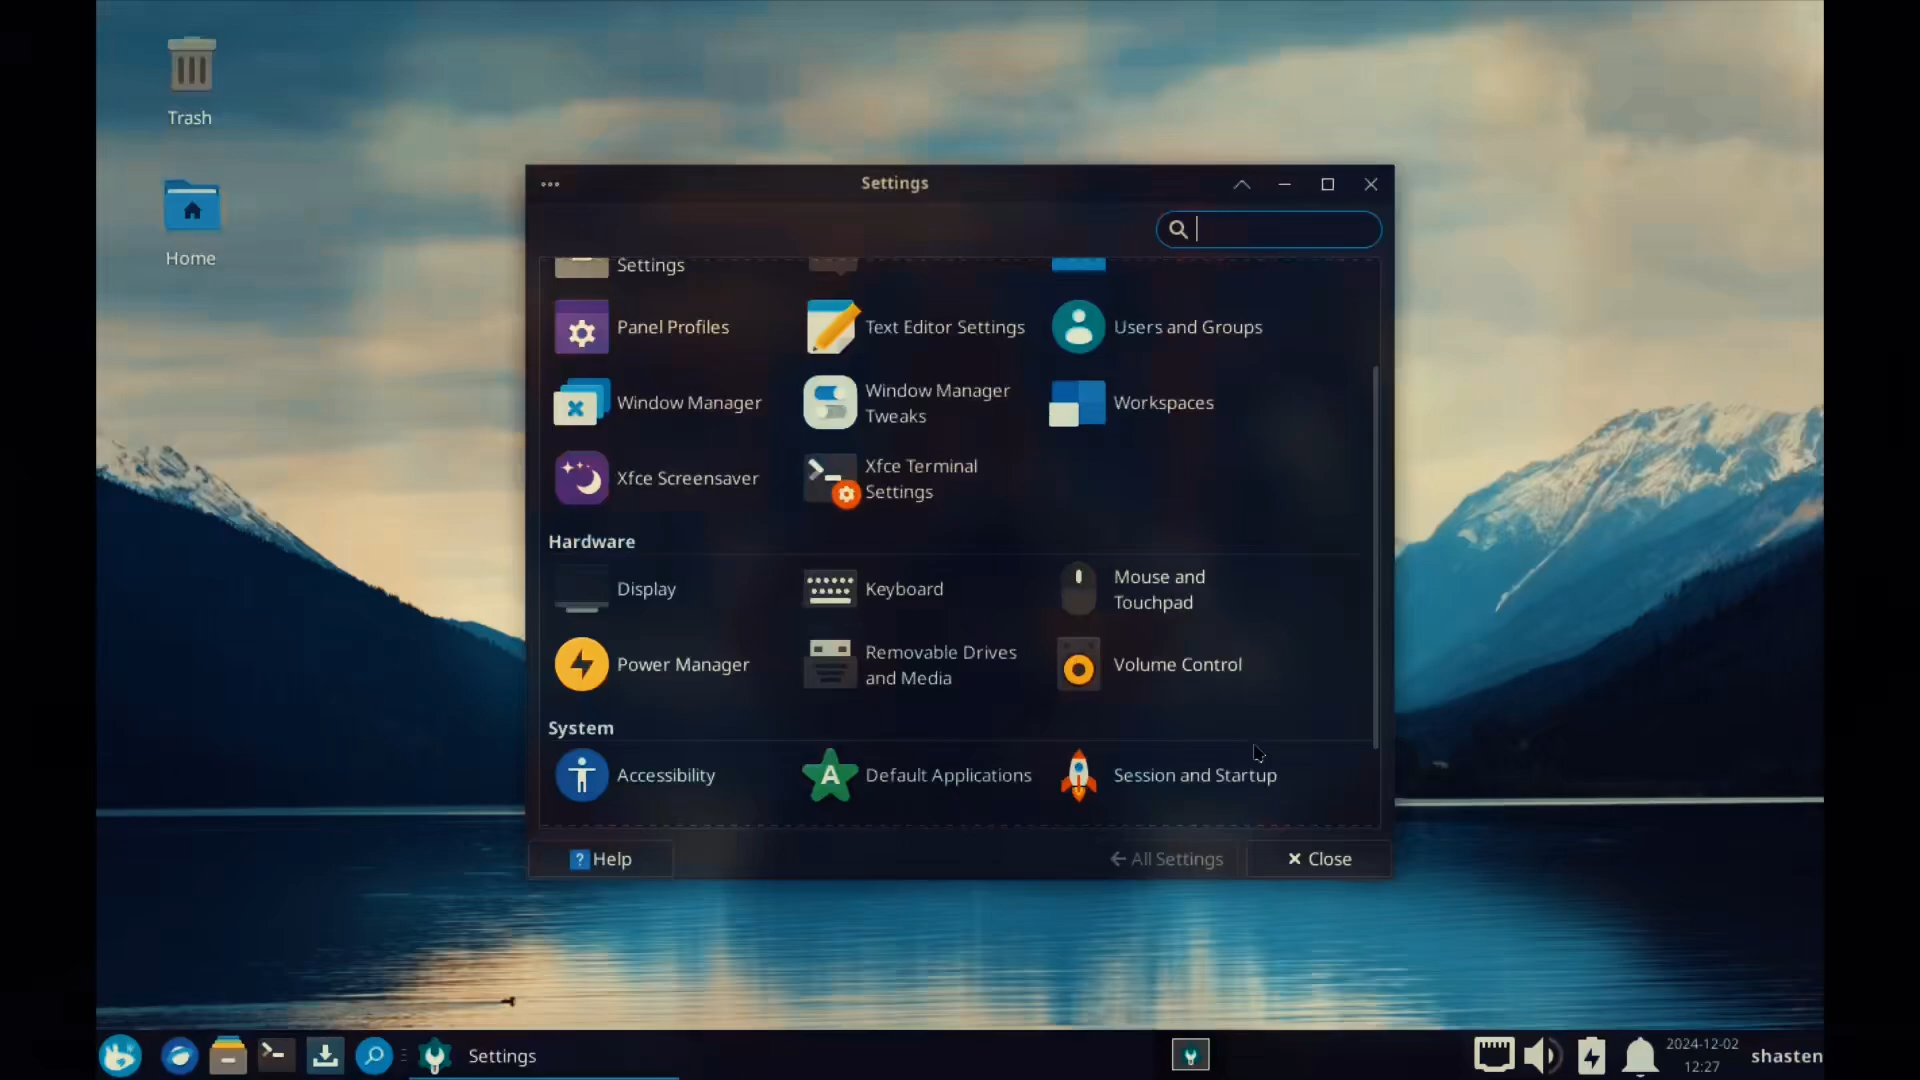 Trash
Home
Settings
Settings
Panel Profiles
Text Editor Settings
Users and Groups
Window Manager
Window Manager
Tweaks
Workspaces
Xfce Screensaver
Xfce Terminal
Settings
Hardware
Display
Keyboard
Mouse and
Touchpad
Power Manager
Removable Drives
and Media
Volume Control
System
Accessibility
A
Default Applications
Session and Startup
? Help
All Settings
Close
Settings
2024-12-02
12:27
shasten